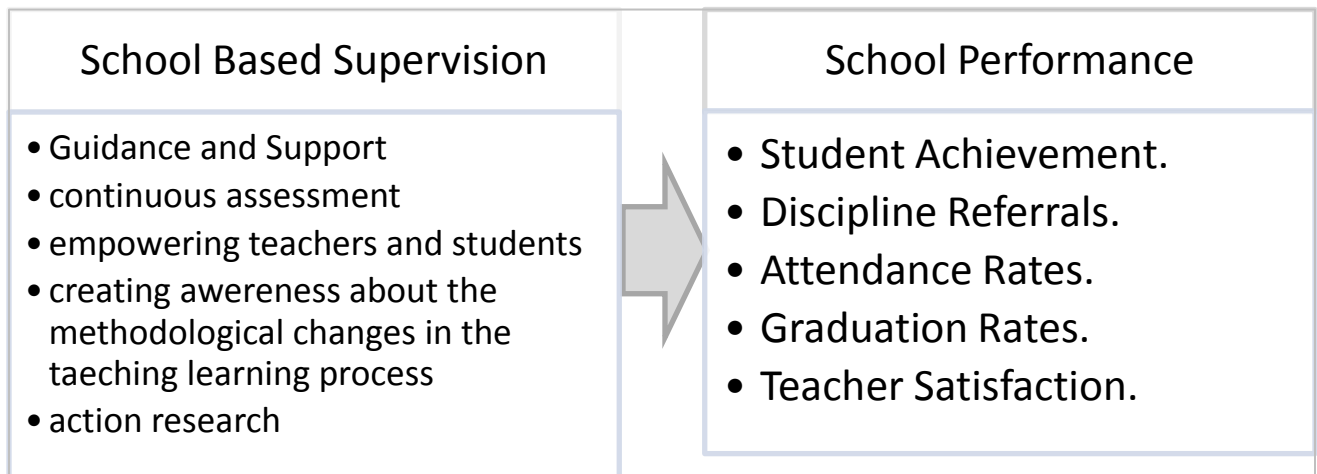 School Based Supervision
• Guidance and Support
• continuous assessment
• empowering teachers and students
• creating awereness about the
methodological changes in the
taeching learning process
• action research
School Performance
• Student Achievement.
• Discipline Referrals.
• Attendance Rates.
• Graduation Rates.
• Teacher Satisfaction.